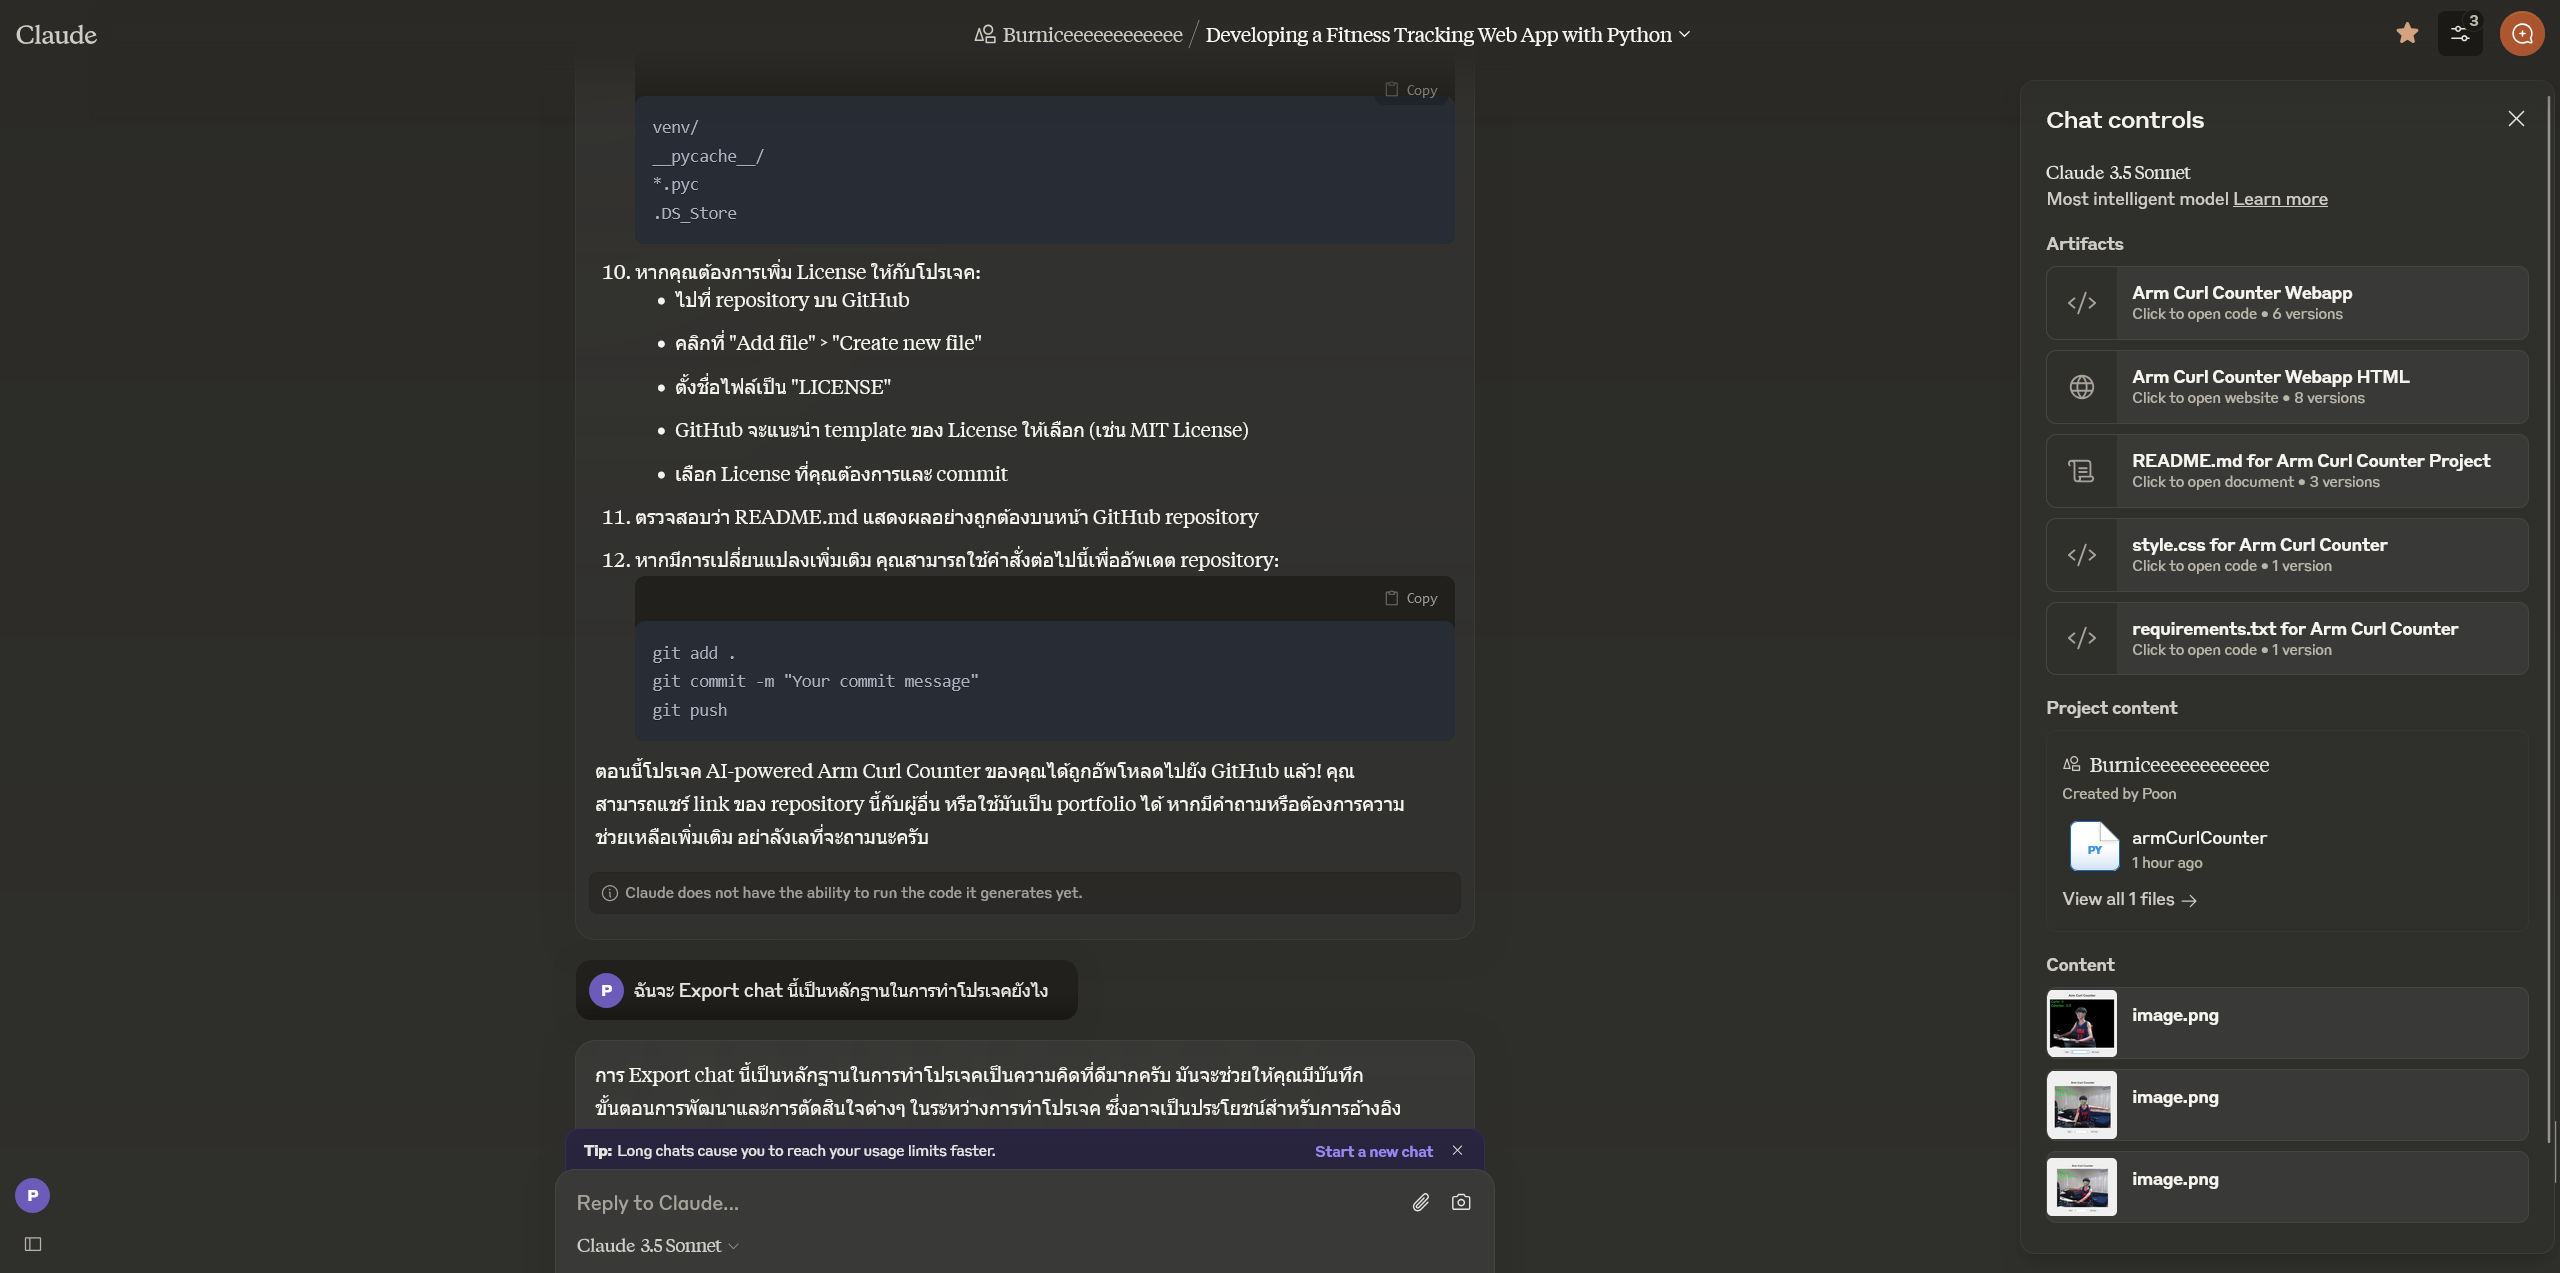 Claude
Burniceeeeeeeeeeeee / Developing a Fitness Tracking Web App with Python
3
Copy
venv/
__pycache__/
*.pyc
.DS_Store
10. หากคุณต้องการเพิ่ม License ให้กับโปรเจค:
• ไปที่ repository บน GitHub
• คลิกที่ "Add file" > "Create new file"
• ตั้งชื่อไฟล์เป็น "LICENSE"
• GitHub จะแนะนำ template ของ License ให้เลือก (เช่น MIT License)
• เลือก License ที่คุณต้องการและ commit
11. ตรวจสอบว่า README.md แสดงผลอย่างถูกต้องบนหน้า GitHub repository
12. หากมีการเปลี่ยนแปลงเพิ่มเติม คุณสามารถใช้คำสั่งต่อไปนี้เพื่ออัพเดต repository:
Copy
git add .
git commit -m "Your commit message"
git push
ตอนนี้โปรเจค AI-powered Arm Curl Counter ของคุณได้ถูกอัพโหลดไปยัง GitHub แล้ว! คุณ
สามารถแชร์ link ของ repository นี้กับผู้อื่น หรือใช้มันเป็น portfolio ได้ หากมีคำถามหรือต้องการความ
ช่วยเหลือเพิ่มเติม อย่าลังเลที่จะถามนะครับ
Claude does not have the ability to run the code it generates yet.
P
ฉันจะ Export chat นี้เป็นหลักฐานในการทำโปรเจคยังไง
การ Export chat นี้เป็นหลักฐานในการทำโปรเจคเป็นความคิดที่ดีมากครับ มันจะช่วยให้คุณมีบันทึก
ขั้นตอนการพัฒนาและการตัดสินใจต่างๆ ในระหว่างการทำโปรเจค ซึ่งอาจเป็นประโยชน์สำหรับการอ้างอิง
Tip: Long chats cause you to reach your usage limits faster.
Start a new chat
Reply to Claude...
Claude 3.5 Sonnet
P
Chat controls
Claude 3.5 Sonnet
Most intelligent model Learn more
Artifacts
Arm Curl Counter Webapp
Click to open code • 6 versions
Arm Curl Counter Webapp HTML
Click to open website • 8 versions
README.md for Arm Curl Counter Project
Click to open document • 3 versions
style.css for Arm Curl Counter
Click to open code • 1 version
requirements.txt for Arm Curl Counter
Click to open code • 1 version
Project content
Burniceeeeeeeeeeeee
Created by Poon
PY
armCurlCounter
1 hour ago
View all 1 files →
Content
image.png
image.png
image.png